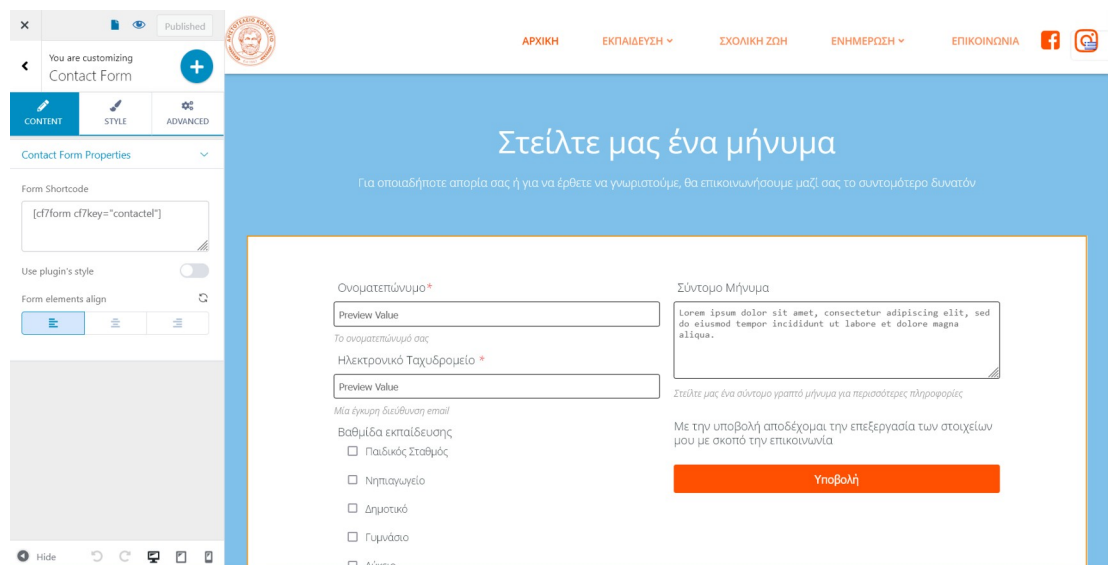 Published
You are customizing
Contact Form
CONTENT STYLE ADVANCED
Contact Form Properties
Form Shortcode
[cf7form cf7key="contactel"]
Use plugin's style
Form elements align
Hide
ΑΡΧΙΚΗ ΕΚΠΑΙΔΕΥΣΗ ΣΧΟΛΙΚΗ ΖΩΗ ΕΝΗΜΕΡΩΣΗ ΕΠΙΚΟΙΝΩΝΙΑ
Στείλτε μας ένα μήνυμα
Για οποιαδήποτε απορία σας ή για να έρθετε να γνωριστούμε, θα επικοινωνήσουμε μαζί σας το συντομότερο δυνατόν
Ονοματεπώνυμο*
Preview Value
Το ονοματεπώνυμό σας
Ηλεκτρονικό Ταχυδρομείο *
Preview Value
Μία έγκυρη διεύθυνση email
Βαθμίδα εκπαίδευσης
Παιδικός Σταθμός
Νηπιαγωγείο
Δημοτικό
Γυμνάσιο
Σύντομο Μήνυμα
Lorem ipsum dolor sit amet, consectetur adipiscing elit, sed
do eiusmod tempor incididunt ut labore et dolore magna
aliqua.
Στείλτε μας ένα σύντομο γραπτό μήνυμα για περισσότερες πληροφορίες
Με την υποβολή αποδέχομαι την επεξεργασία των στοιχείων
μου με σκοπό την επικοινωνία
Υποβολή